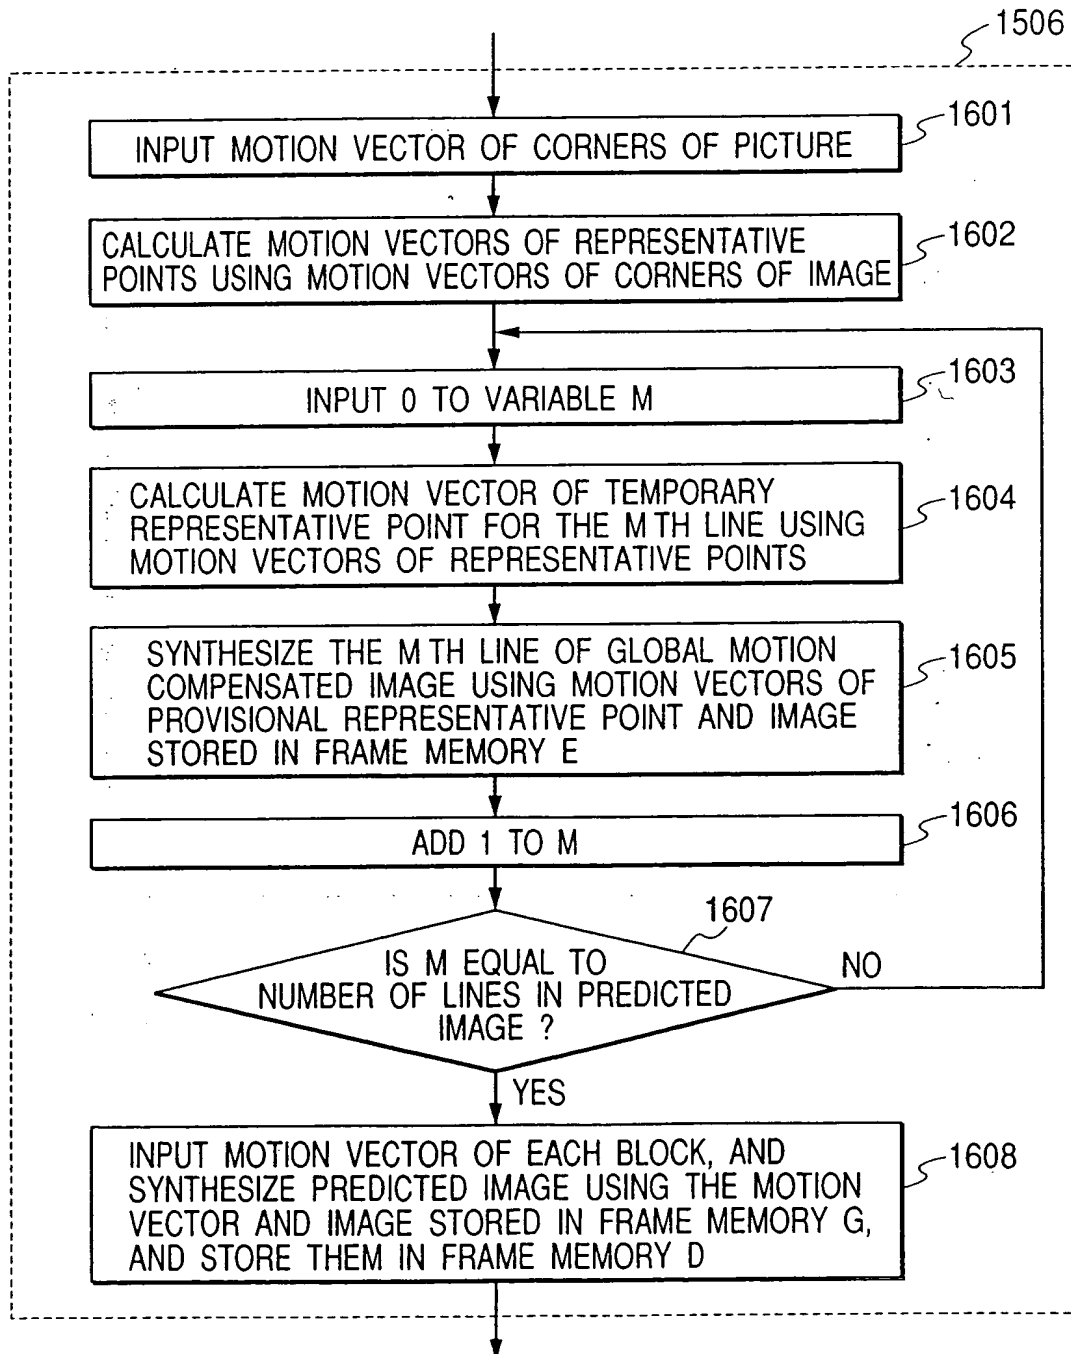 1506
INPUT MOTION VECTOR OF CORNERS OF PICTURE
1601
CALCULATE MOTION VECTORS OF REPRESENTATIVE
POINTS USING MOTION VECTORS OF CORNERS OF IMAGE
1602
INPUT 0 TO VARIABLE M
1603
CALCULATE MOTION VECTOR OF TEMPORARY
REPRESENTATIVE POINT FOR THE M TH LINE USING
MOTION VECTORS OF REPRESENTATIVE POINTS
1604
SYNTHESIZE THE M TH LINE OF GLOBAL MOTION
COMPENSATED IMAGE USING MOTION VECTORS OF
PROVISIONAL REPRESENTATIVE POINT AND IMAGE
STORED IN FRAME MEMORY E
1605
ADD 1 TO M
1606
1607
IS M EQUAL TO
NUMBER OF LINES IN PREDICTED
IMAGE ?
NO
YES
INPUT MOTION VECTOR OF EACH BLOCK, AND
SYNTHESIZE PREDICTED IMAGE USING THE MOTION
VECTOR AND IMAGE STORED IN FRAME MEMORY G,
AND STORE THEM IN FRAME MEMORY D
1608